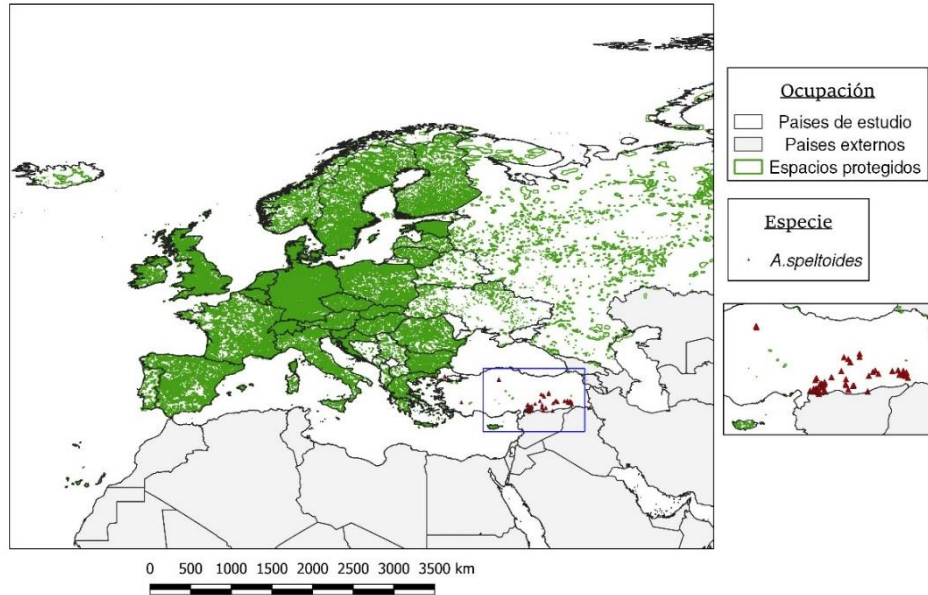 Ocupación
Paises de estudio
Paises externos
Espacios protegidos
Especie
A.speltoides
0 500 1000 1500 2000 2500 3000 3500 km